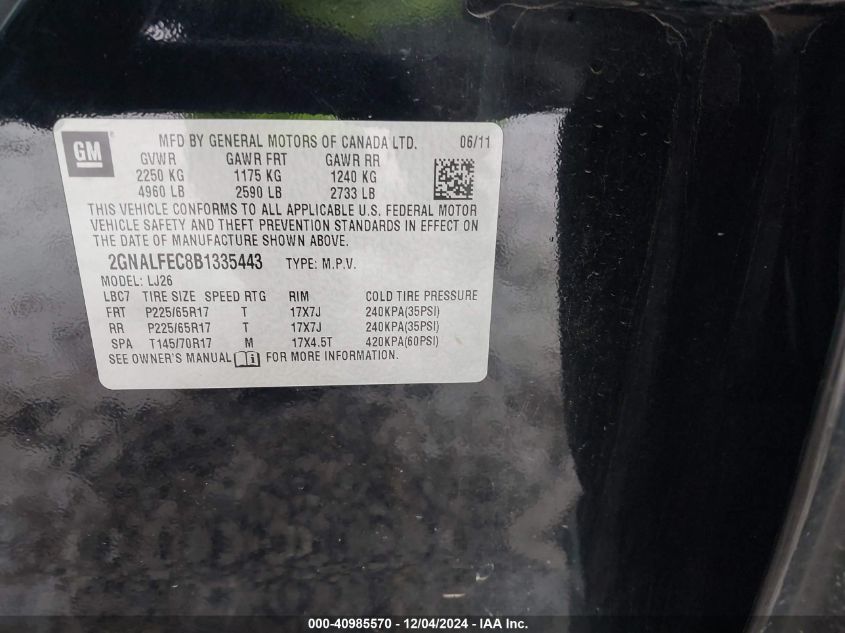 GM
MFD BY GENERAL MOTORS OF CANADA LTD. 06/11
GVWR GAWR FRT GAWR RR
2250 KG 1175 KG 1240 KG
4960 LB 2590 LB 2733 LB
THIS VEHICLE CONFORMS TO ALL APPLICABLE U.S. FEDERAL MOTOR
VEHICLE SAFETY AND THEFT PREVENTION STANDARDS IN EFFECT ON
THE DATE OF MANUFACTURE SHOWN ABOVE.
2GNALFEC8B1335443 TYPE: M.P.V.
MODEL: LJ26
LBC7 TIRE SIZE SPEED RTG RIM COLD TIRE PRESSURE
FRT P225/65R17 T 17X7J 240KPA(35PSI)
RR P225/65R17 T 17X7J 240KPA(35PSI)
SPA T145/70R17 M 17X4.5T 420KPA(60PSI)
SEE OWNER'S MANUAL FOR MORE INFORMATION.
000-40985570 - 12/04/2024 - IAA Inc.